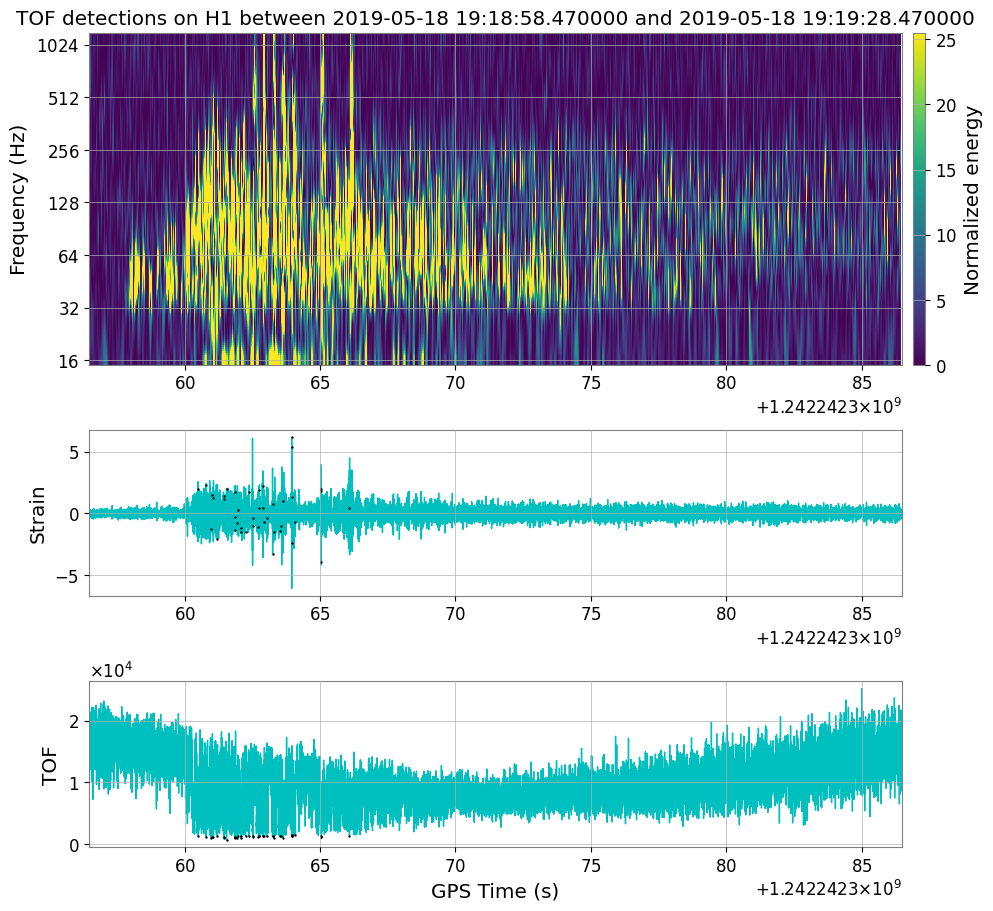 TOF detections on H1 between 2019-05-18 19:18:58.470000 and 2019-05-18 19:19:28.470000
Frequency (Hz)
1024
512
256
128
64
32
16
60 65 70 75 80 85
+1.2422423×10⁹
25
20
15
10
5
0
Normalized energy
Strain
5
0
−5
60 65 70 75 80 85
+1.2422423×10⁹
×10⁴
TOF
2
1
0
60 65 70 75 80 85
GPS Time (s)
+1.2422423×10⁹